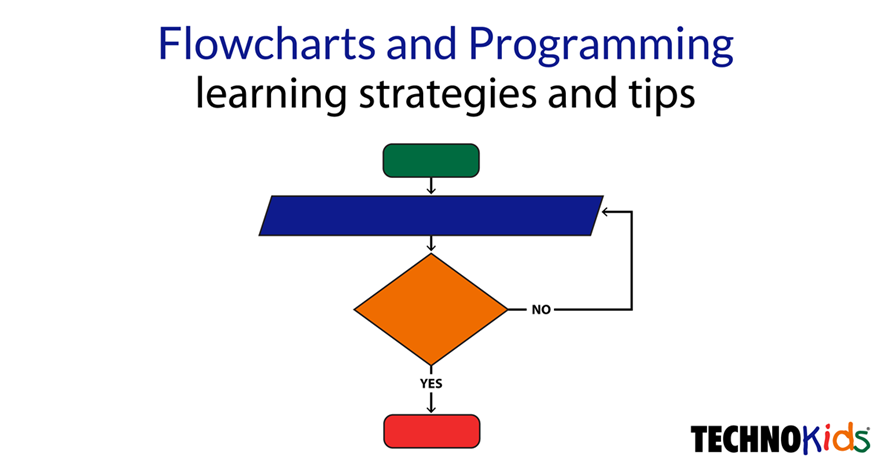 Flowcharts and Programming
learning strategies and tips
NO
YES
TECHNOKids®